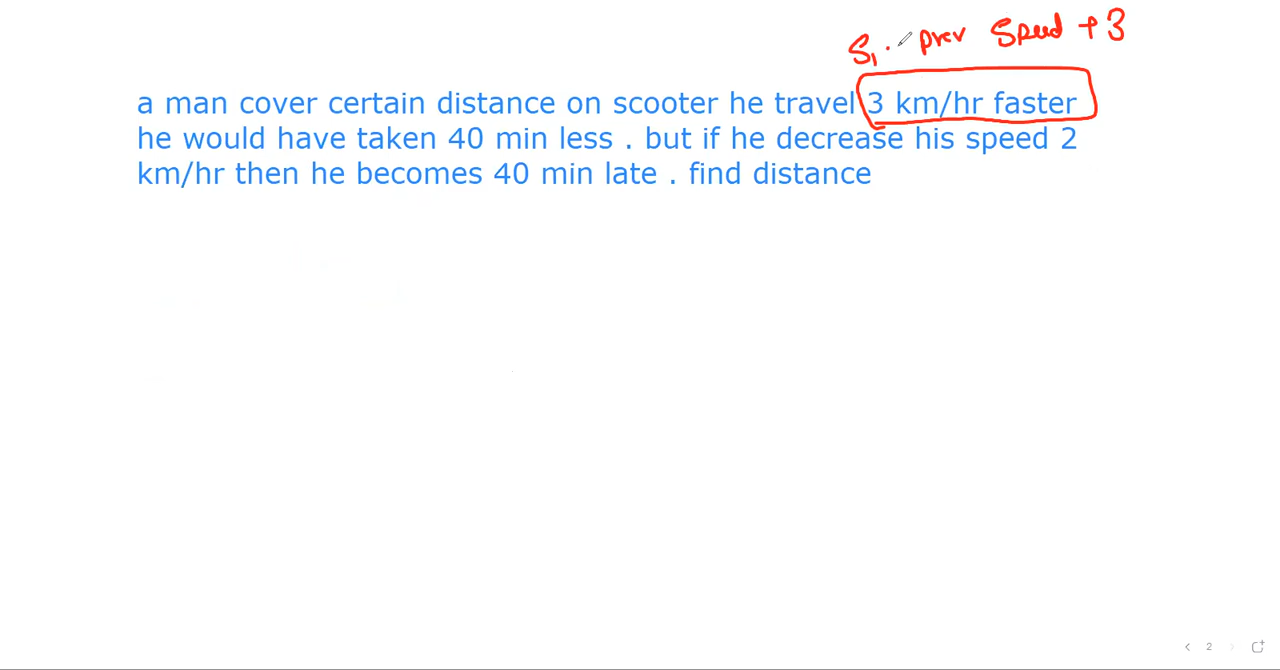 S₁ . prev Speed + 3
a man cover certain distance on scooter he travel 3 km/hr faster
he would have taken 40 min less . but if he decrease his speed 2
km/hr then he becomes 40 min late . find distance
2